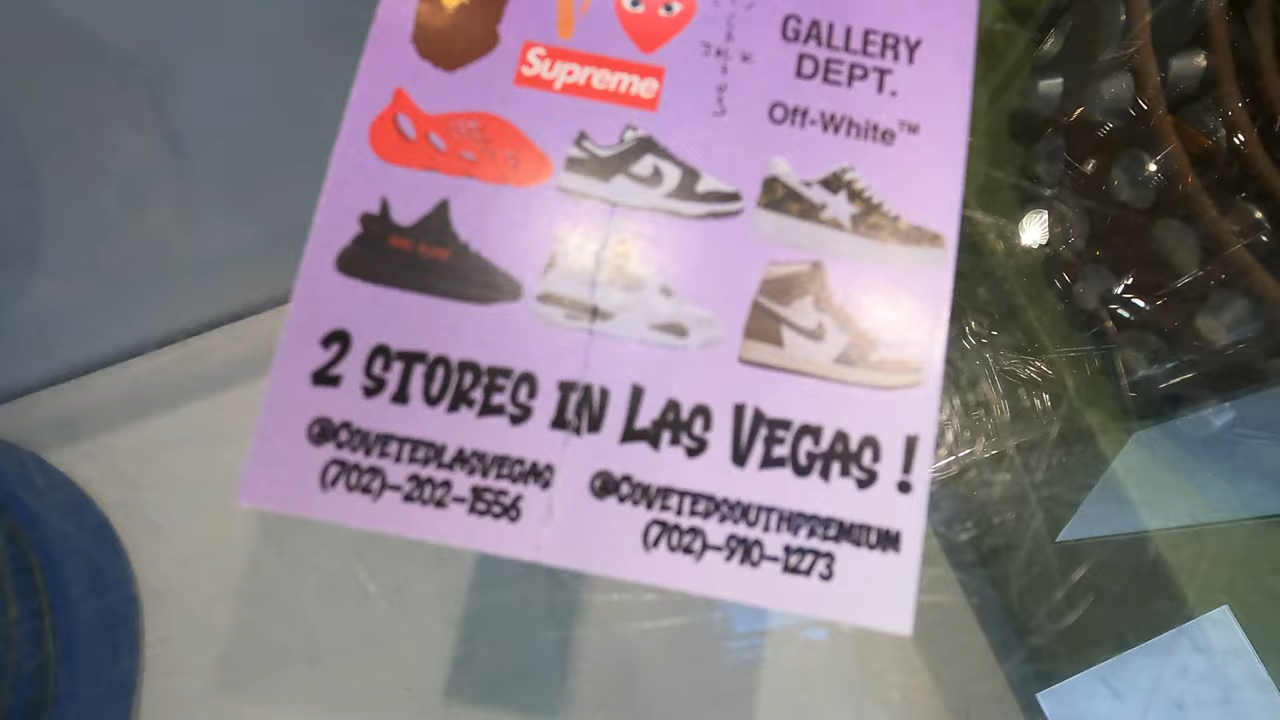 GALLERY
DEPT.
Supreme
Off-White™
2 STORES IN LAS VEGAS !
@COVETEDLASVEGAS
(702)-202-1556
@COVETEDSOUTHPREMIUM
(702)-910-1273